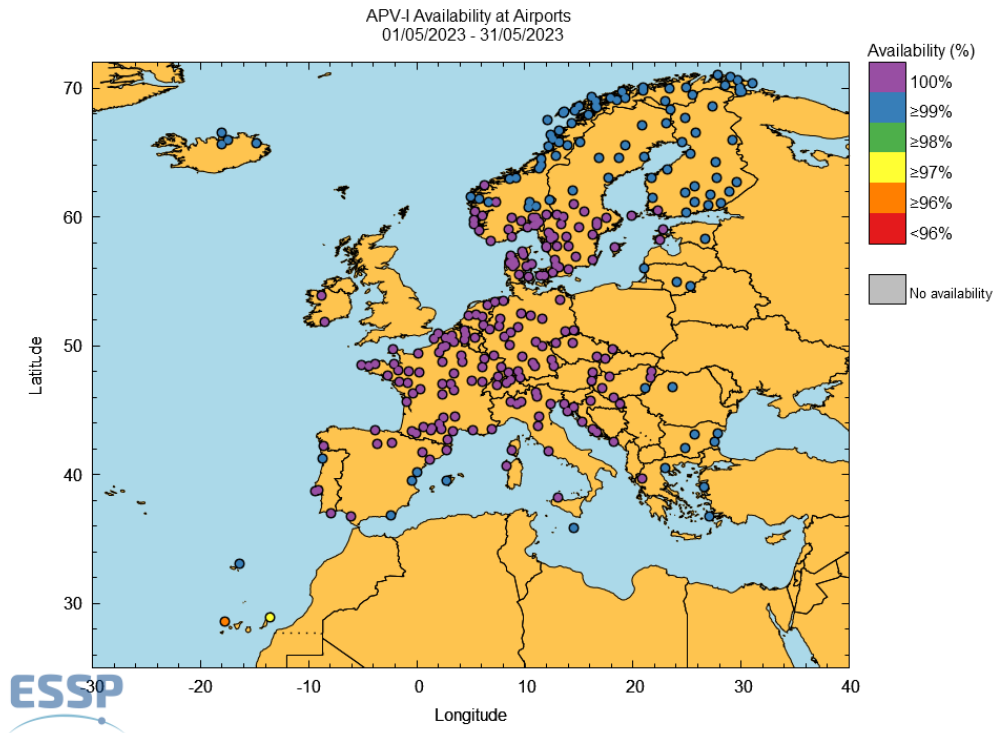 APV-I Availability at Airports
01/05/2023 - 31/05/2023
Availability (%)
100%
≥99%
≥98%
≥97%
≥96%
<96%
No availability
70
60
50
40
30
Latitude
-30
-20
-10
0
10
20
30
40
Longitude
ESSP